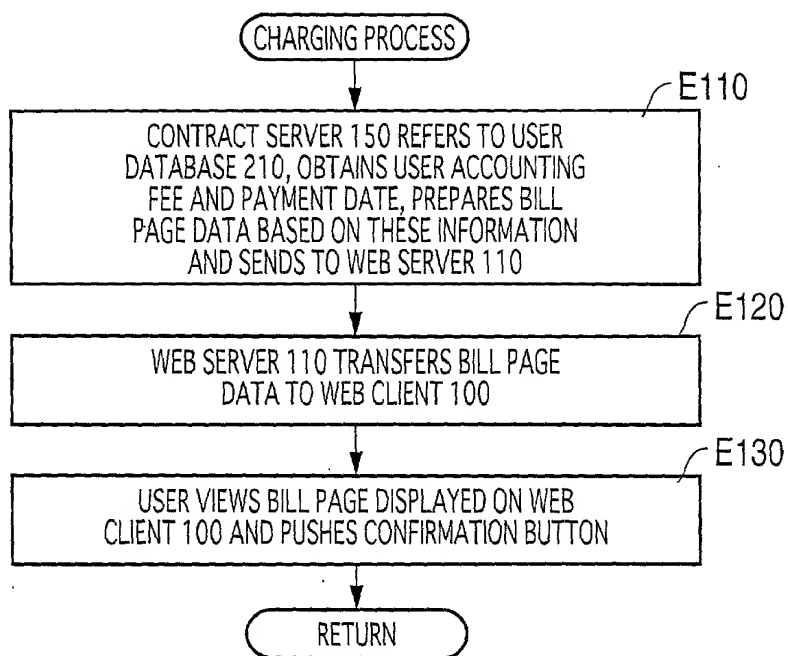 CHARGING PROCESS
E110
CONTRACT SERVER 150 REFERS TO USER
DATABASE 210, OBTAINS USER ACCOUNTING
FEE AND PAYMENT DATE, PREPARES BILL
PAGE DATA BASED ON THESE INFORMATION
AND SENDS TO WEB SERVER 110
E120
WEB SERVER 110 TRANSFERS BILL PAGE
DATA TO WEB CLIENT 100
E130
USER VIEWS BILL PAGE DISPLAYED ON WEB
CLIENT 100 AND PUSHES CONFIRMATION BUTTON
RETURN